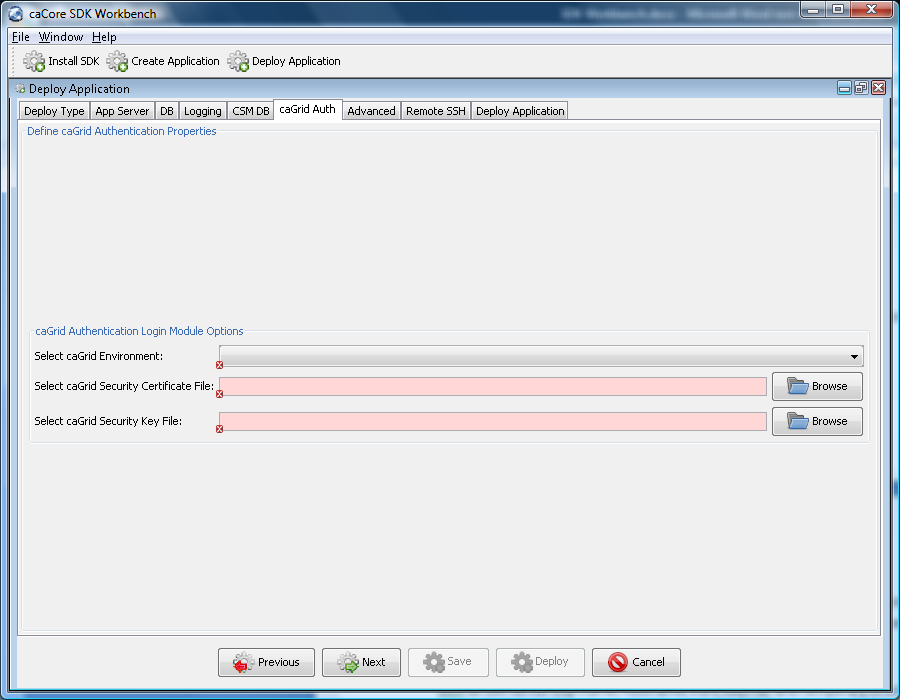 caCore SDK Workbench
File Window Help
Install SDK Create Application Deploy Application
Deploy Application
Deploy Type App Server DB Logging CSM DB caGrid Auth Advanced Remote SSH Deploy Application
Define caGrid Authentication Properties
caGrid Authentication Login Module Options
Select caGrid Environment:
Select caGrid Security Certificate File: Browse
Select caGrid Security Key File: Browse
Previous Next Save Deploy Cancel